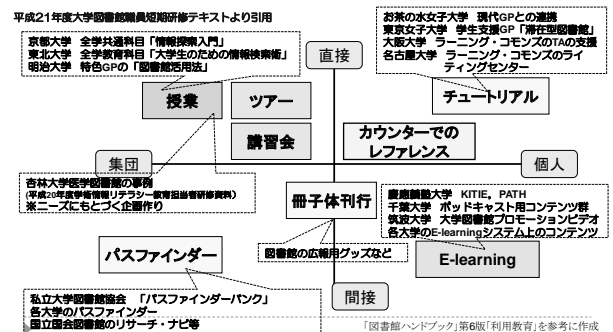 平成21年度大学図書館職員短期研修テキストより引用
京都大学　全学共通科目「情報探索入門」
東北大学　全学教育科目「大学生のための情報検索術」
明治大学　特色GPの「図書館活用法」
お茶の水女子大学　現代GPとの連携
東京女子大学　学生支援GP「滞在型図書館」
大阪大学　ラーニング・コモンズのTAの支援
名古屋大学　ラーニング・コモンズのライ
ティングセンター
直接
授業
ツアー
チュートリアル
講習会
カウンターでの
レファレンス
集団
個人
杏林大学医学図書館の事例
(平成20年度学術情報リテラシー教育担当者研修資料)
※ニーズにもとづく企画作り
冊子体刊行
慶應義塾大学　KITIE，PATH
千葉大学　ポッドキャスト用コンテンツ群
筑波大学　大学図書館プロモーションビデオ
各大学のE-learningシステム上のコンテンツ
パスファインダー
図書館の広報用グッズなど
E-learning
私立大学図書館協会　「パスファインダーバンク」
各大学のパスファインダー
国立国会図書館のリサーチ・ナビ等
間接
「図書館ハンドブック」第6版「利用教育」を参考に作成